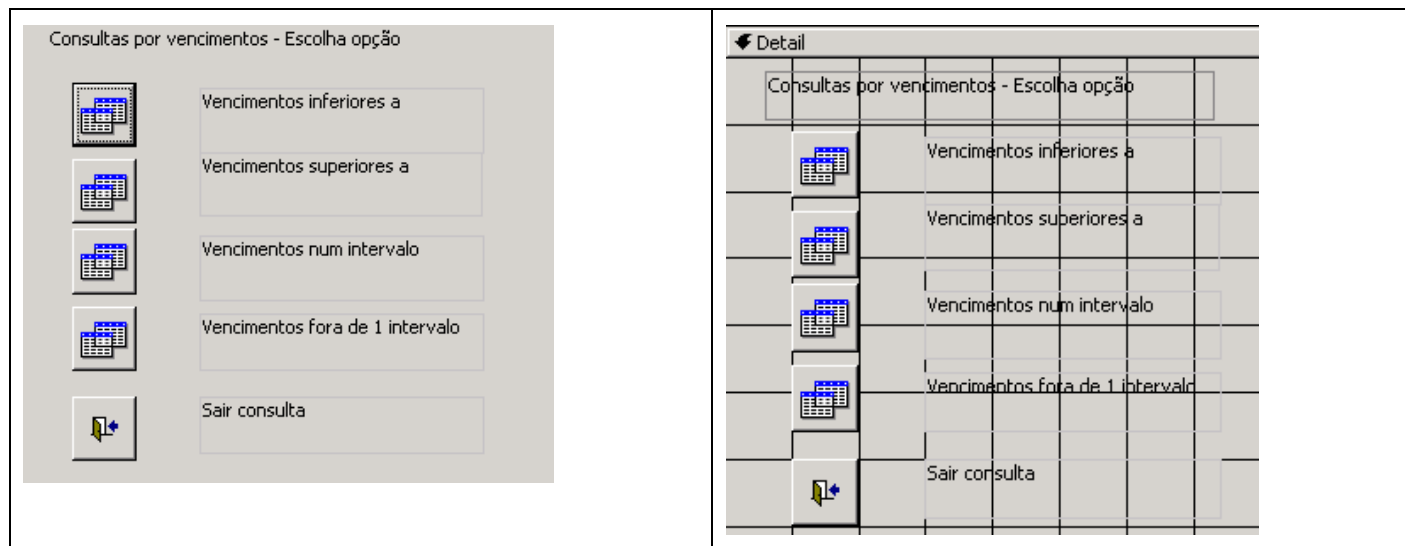 Consultas por vencimentos - Escolha opção
Vencimentos inferiores a
Vencimentos superiores a
Vencimentos num intervalo
Vencimentos fora de 1 intervalo
Sair consulta
Detail
Consultas por vencimentos - Escolha opção
Vencimentos inferiores a
Vencimentos superiores a
Vencimentos num intervalo
Vencimentos fora de 1 intervalo
Sair consulta